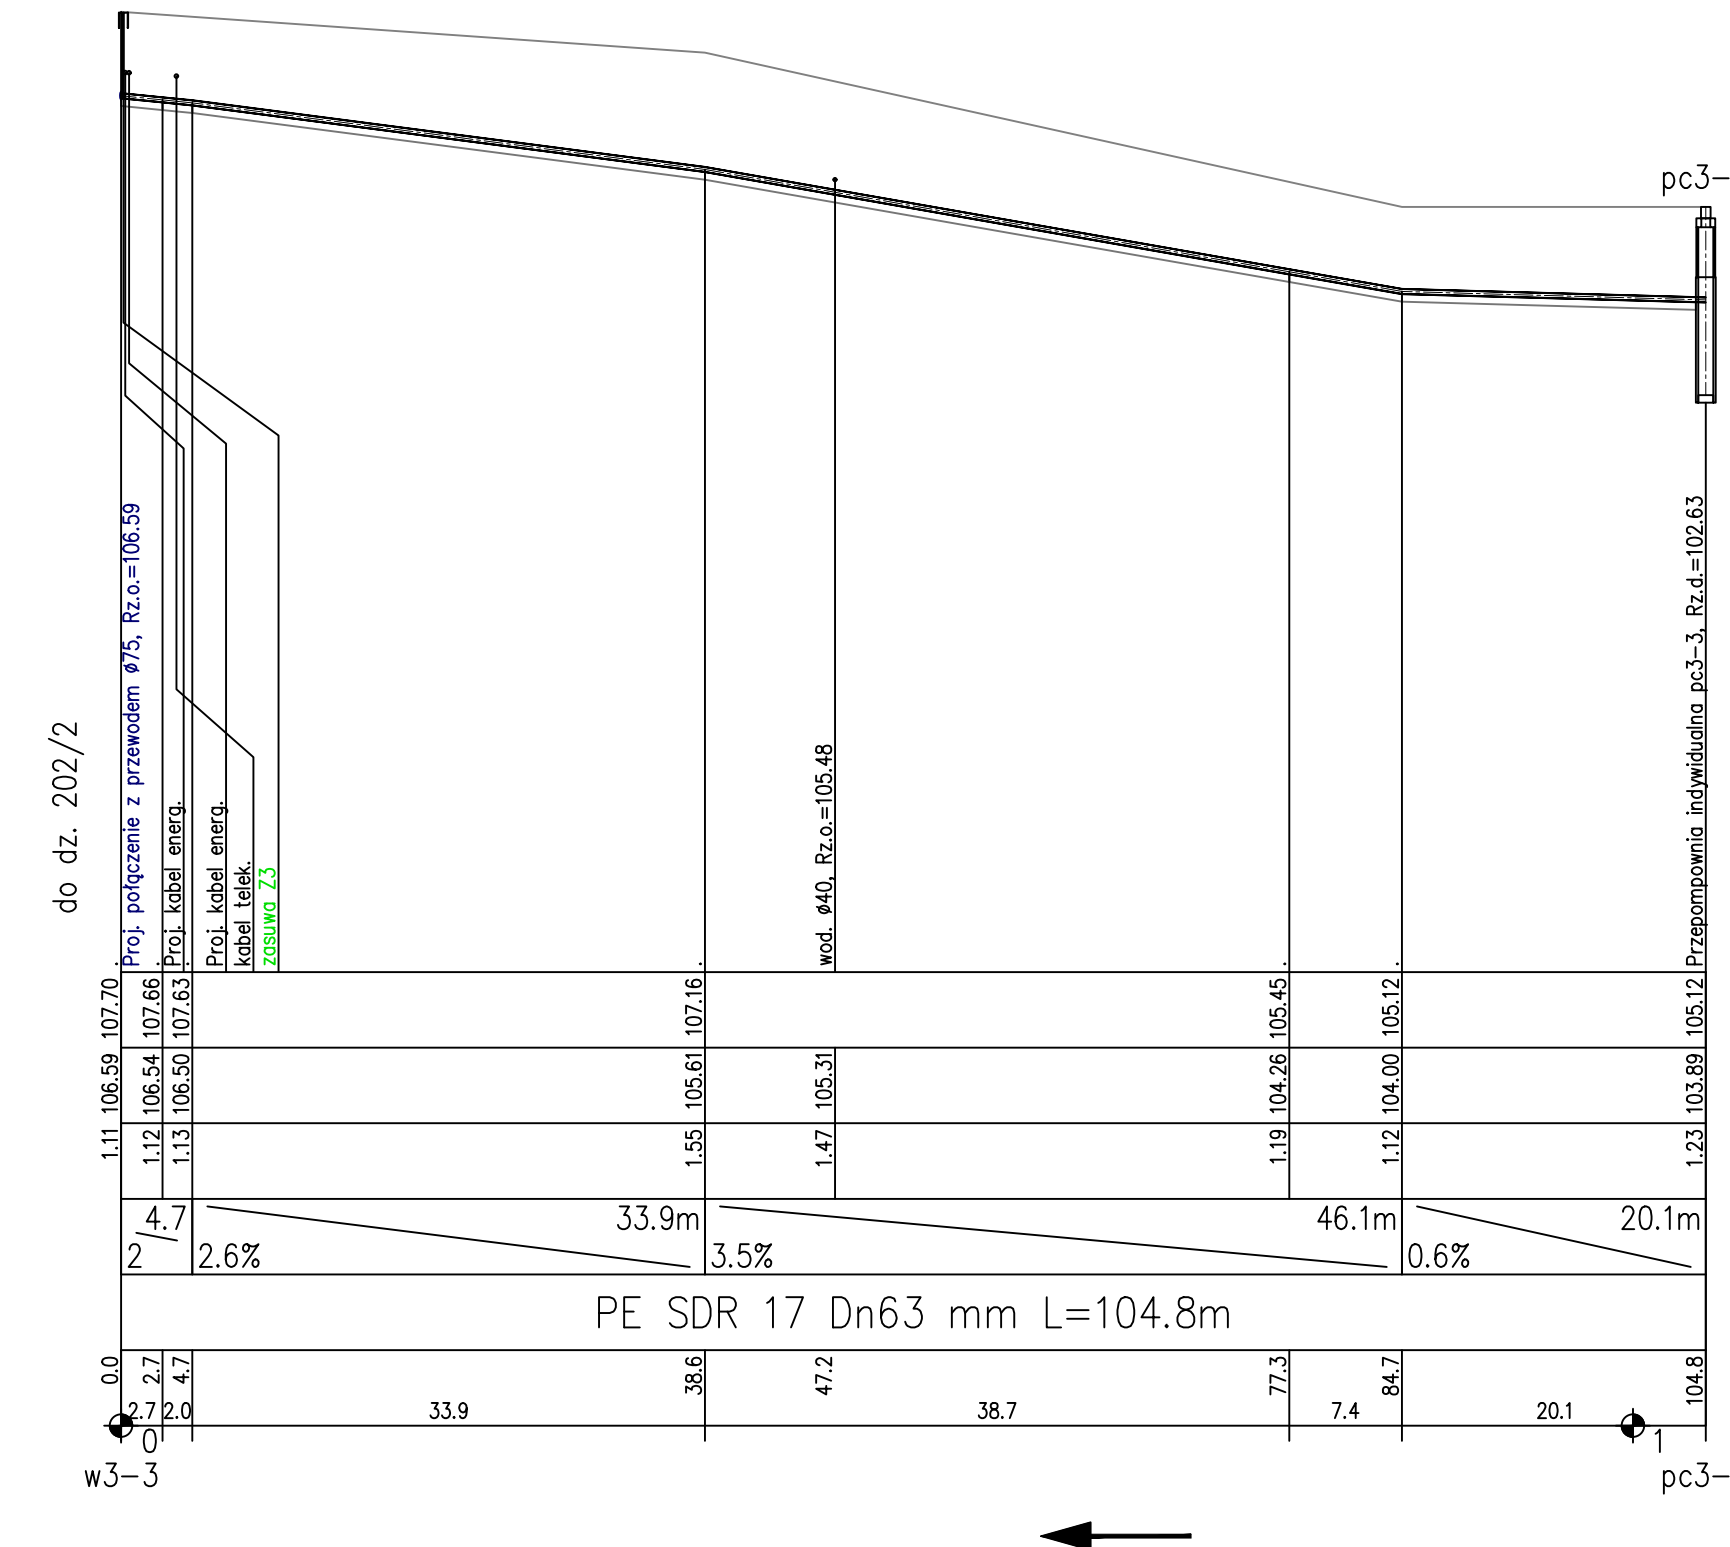 pc3-
do dz. 202/2
Proj. połączenie z przewodem ø75, Rz.o.=106.59
Proj. kabel energ.
Proj. kabel energ.
kabel telek.
zasuwa Z3
wod. ø40, Rz.o.=105.48
Przepompownia indywidualna pc3-3, Rz.d.=102.63
107.70 107.66 107.63 107.16 105.45 105.12 105.12
106.59 106.54 106.50 105.61 105.31 104.26 104.00 103.89
1.11 1.12 1.13 1.55 1.47 1.19 1.12 1.23
4.7 33.9m 46.1m 20.1m
2 2.6% 3.5% 0.6%
PE SDR 17 Dn63 mm L=104.8m
0.0 2.7 4.7 38.6 47.2 77.3 84.7 104.8
2.7 2.0 33.9 38.7 7.4 20.1
0 1
w3-3 pc3-